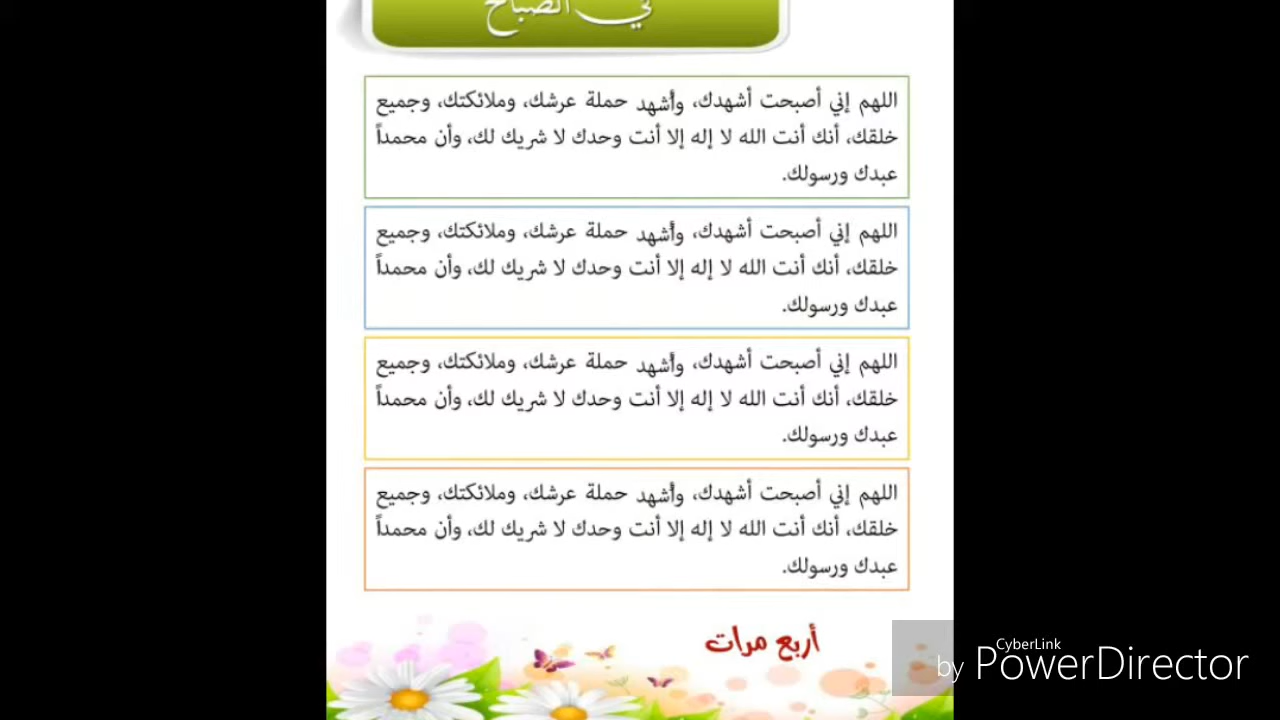 في الصباح
اللهم إني أصبحت أشهدك، وأشهد حملة عرشك، وملائكتك، وجميع
خلقك، أنك أنت الله لا إله إلا أنت وحدك لا شريك لك، وأن محمداً
عبدك ورسولك.
اللهم إني أصبحت أشهدك، وأشهد حملة عرشك، وملائكتك، وجميع
خلقك، أنك أنت الله لا إله إلا أنت وحدك لا شريك لك، وأن محمداً
عبدك ورسولك.
اللهم إني أصبحت أشهدك، وأشهد حملة عرشك، وملائكتك، وجميع
خلقك، أنك أنت الله لا إله إلا أنت وحدك لا شريك لك، وأن محمداً
عبدك ورسولك.
اللهم إني أصبحت أشهدك، وأشهد حملة عرشك، وملائكتك، وجميع
خلقك، أنك أنت الله لا إله إلا أنت وحدك لا شريك لك، وأن محمداً
عبدك ورسولك.
أربع مرات
CyberLink
by PowerDirector